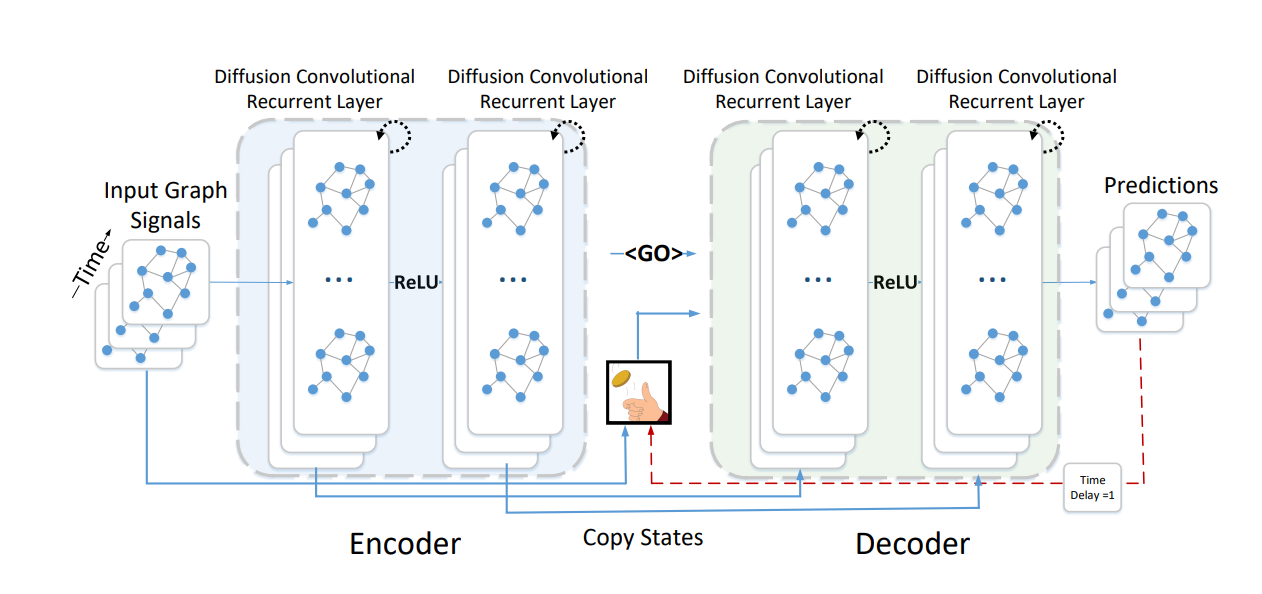 Diffusion Convolutional
Recurrent Layer
Diffusion Convolutional
Recurrent Layer
Diffusion Convolutional
Recurrent Layer
Diffusion Convolutional
Recurrent Layer
Input Graph
Signals
Time
Predictions
<GO>
...
ReLU
...
...
ReLU
...
Time
Delay =1
Copy States
Encoder
Decoder